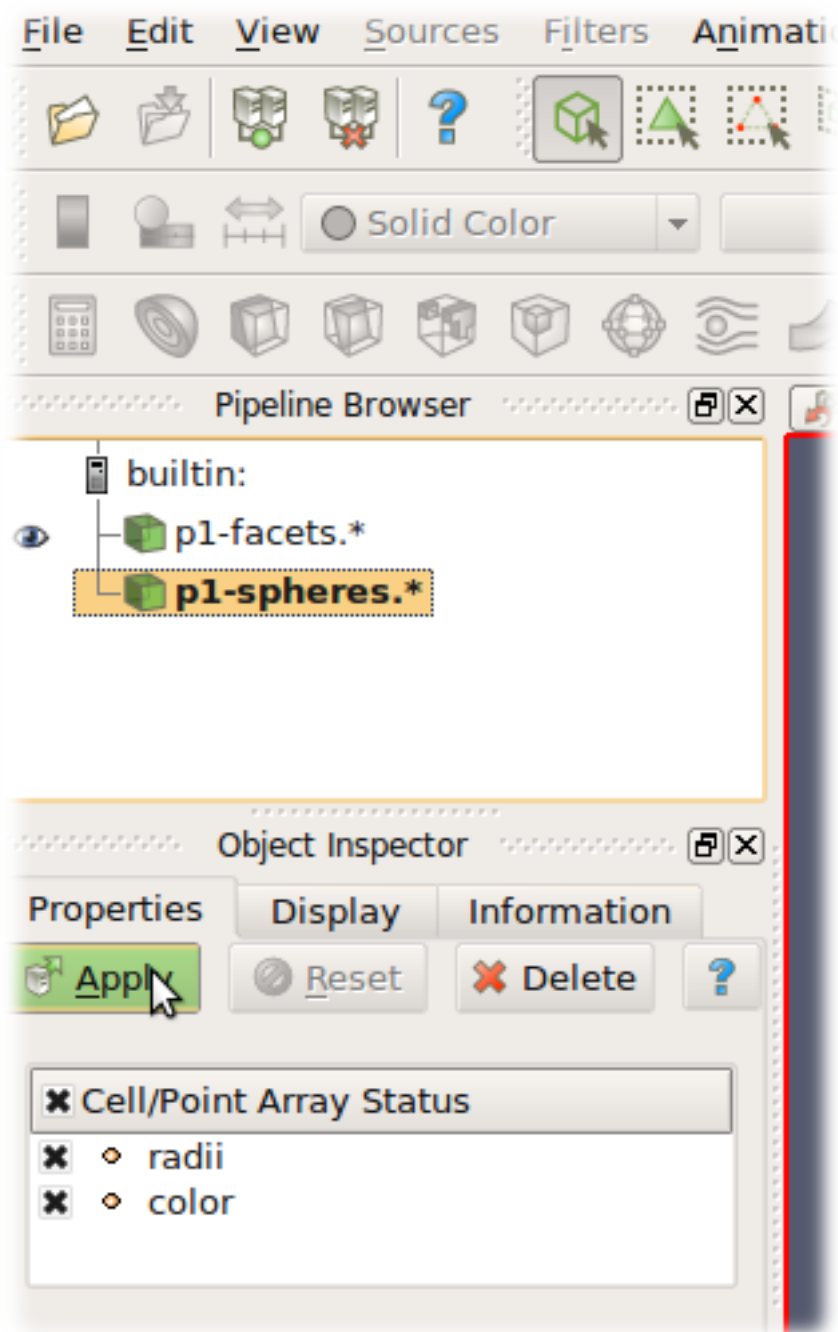 File Edit View Sources Filters Animati
Solid Color
Pipeline Browser
builtin:
p1-facets.*
p1-spheres.*
Object Inspector
Properties Display Information
Apply Reset Delete
Cell/Point Array Status
radii
color